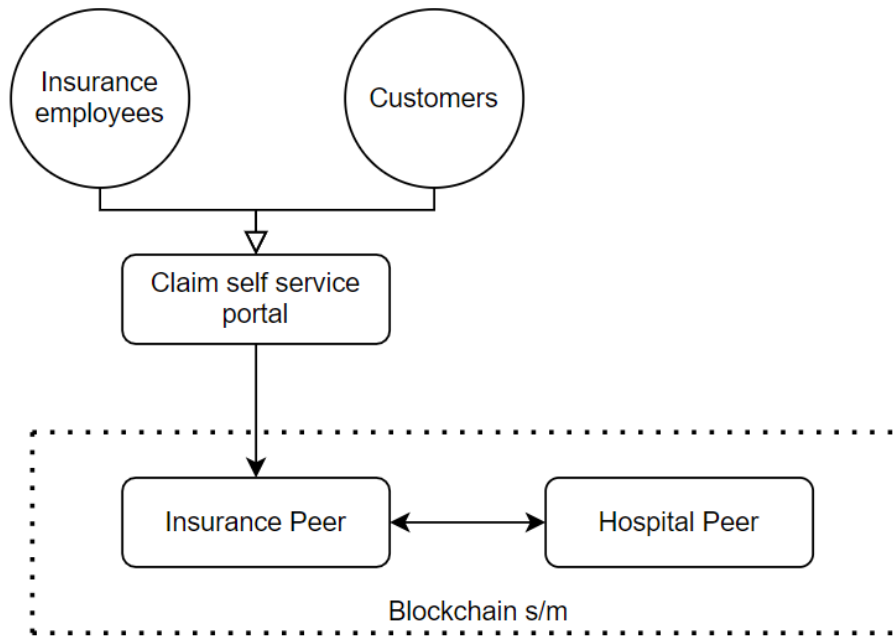 Insurance
employees
Customers
Claim self service
portal
Insurance Peer
Hospital Peer
Blockchain s/m